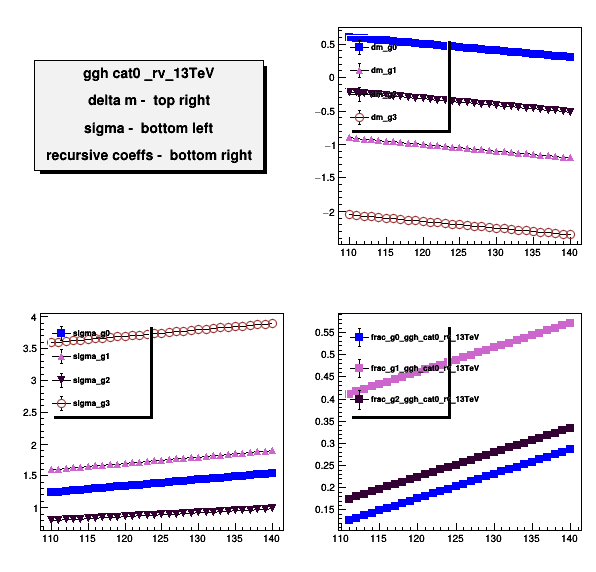 ggh cat0 _rv_13TeV
delta m - top right
sigma - bottom left
recursive coeffs - bottom right
0.5
0
−0.5
−1
−1.5
−2
dm_g0
dm_g1
dm_g2
dm_g3
110 115 120 125 130 135 140
4
3.5
3
2.5
2
1.5
1
sigma_g0
sigma_g1
sigma_g2
sigma_g3
110 115 120 125 130 135 140
0.55
0.5
0.45
0.4
0.35
0.3
0.25
0.2
0.15
frac_g0_ggh_cat0_rv_13TeV
frac_g1_ggh_cat0_rv_13TeV
frac_g2_ggh_cat0_rv_13TeV
110 115 120 125 130 135 140